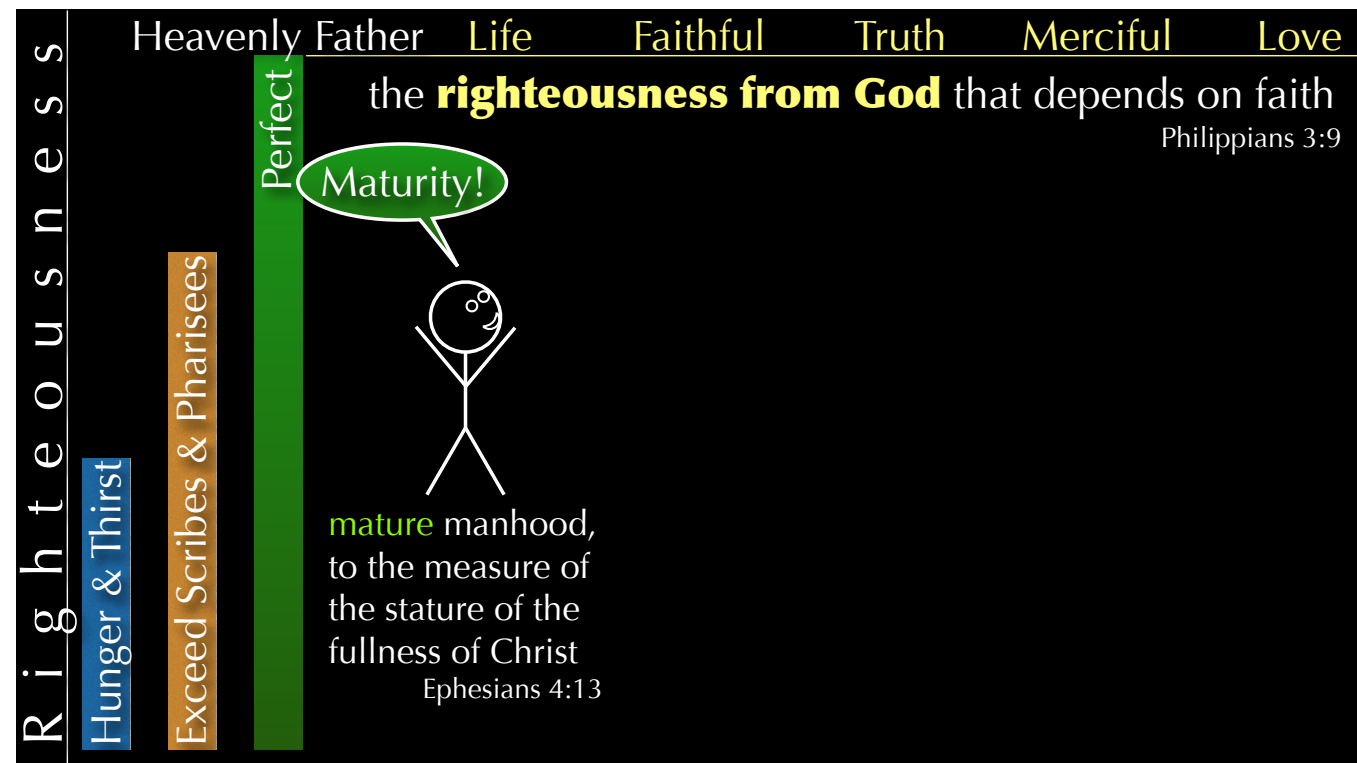 Righteousness
Heavenly Father Life Faithful Truth Merciful Love
the righteousness from God that depends on faith
Philippians 3:9
Perfect
Maturity!
Exceed Scribes & Pharisees
Hunger & Thirst
mature manhood,
to the measure of
the stature of the
fullness of Christ
Ephesians 4:13